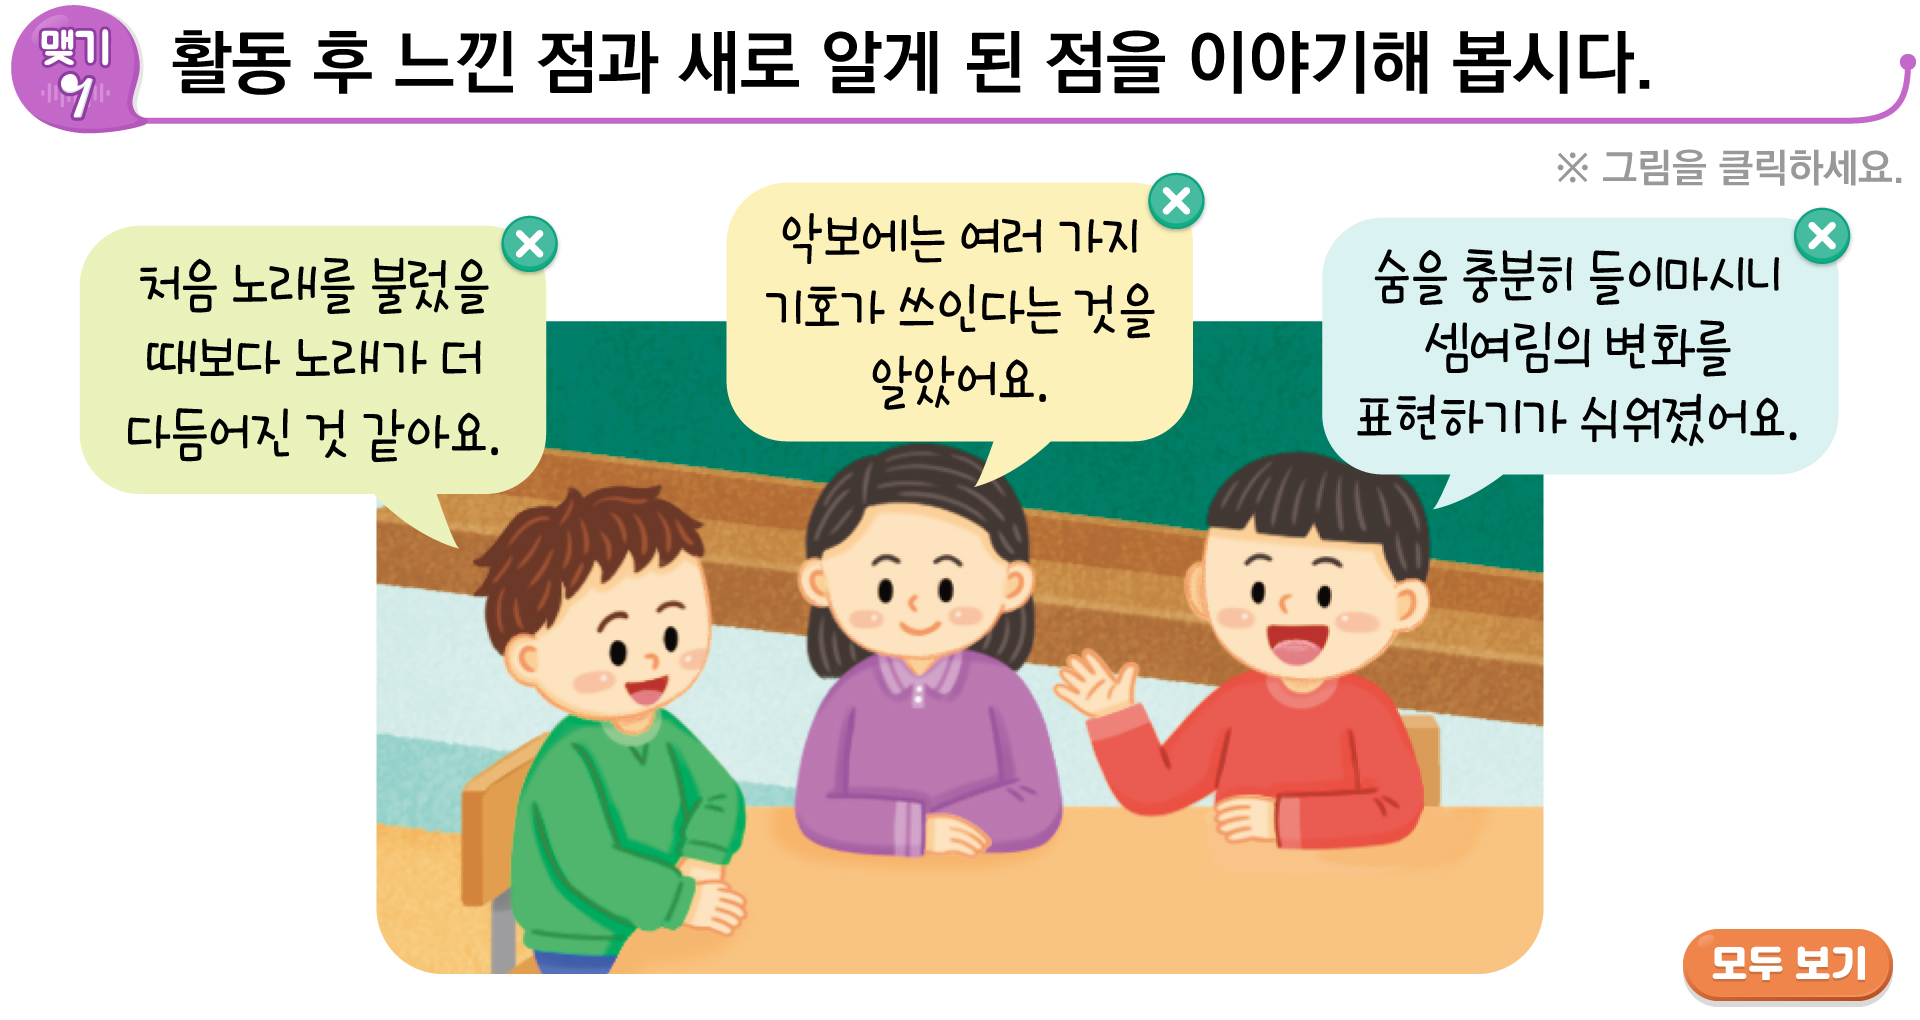 맺기
활동 후 느낀 점과 새로 알게 된 점을 이야기해 봅시다.
※ 그림을 클릭하세요.
처음 노래를 불렀을
때보다 노래가 더
다듬어진 것 같아요.
악보에는 여러 가지
기호가 쓰인다는 것을
알았어요.
숨을 충분히 들이마시니
셈여림의 변화를
표현하기가 쉬워졌어요.
모두 보기